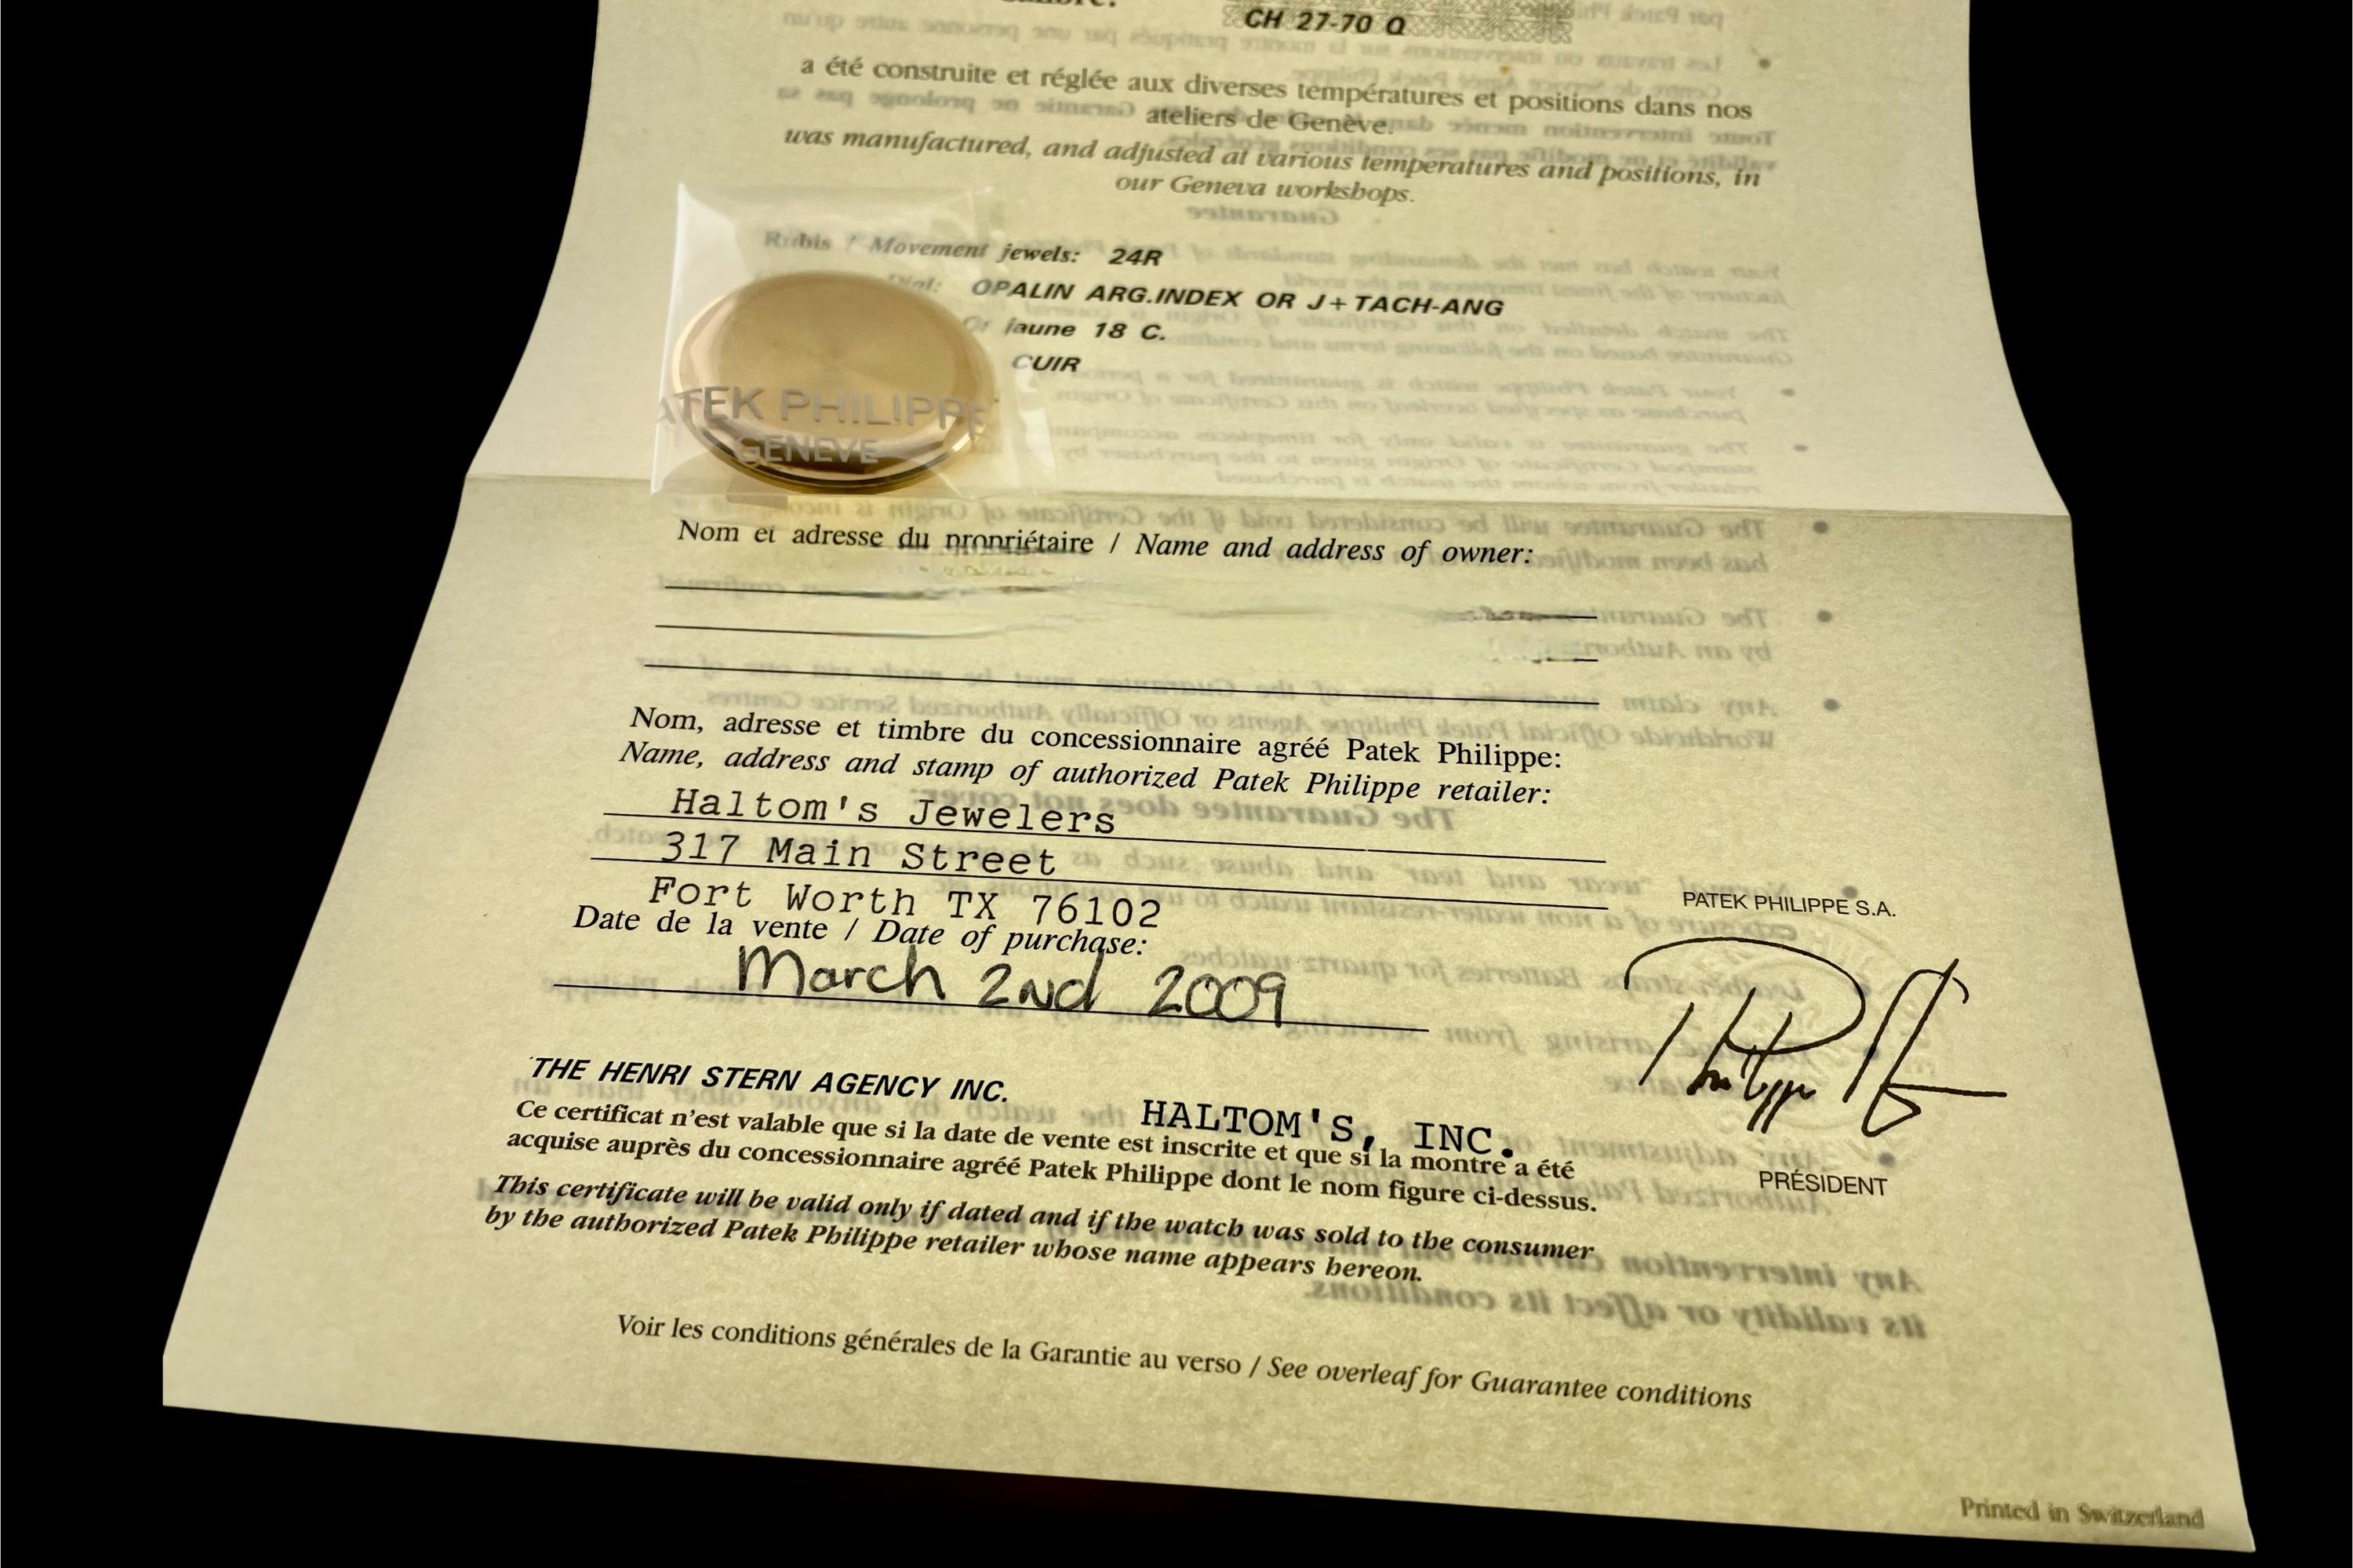 CH 27-70 Q
a été construite et réglée aux diverses températures et positions dans nos
ateliers de Genève.
was manufactured, and adjusted at various temperatures and positions, in
our Geneva workshops.
Rubis / Movement jewels: 24R
OPALIN ARG.INDEX OR J+TACH-ANG
Or jaune 18 C.
CUIR
PATEK PHILIPPE
GENEVE
Nom et adresse du propriétaire / Name and address of owner:
Nom, adresse et timbre du concessionnaire agréé Patek Philippe:
Name, address and stamp of authorized Patek Philippe retailer:
Haltom's Jewelers
317 Main Street
Fort Worth TX 76102
Date de la vente / Date of purchase:
March 2nd 2009
PATEK PHILIPPE S.A.
THE HENRI STERN AGENCY INC.
HALTOM'S, INC.
Ce certificat n'est valable que si la date de vente est inscrite et que si la montre a été
acquise auprès du concessionnaire agréé Patek Philippe dont le nom figure ci-dessus.
PRÉSIDENT
This certificate will be valid only if dated and if the watch was sold to the consumer
by the authorized Patek Philippe retailer whose name appears hereon.
Voir les conditions générales de la Garantie au verso / See overleaf for Guarantee conditions
Printed in Switzerland